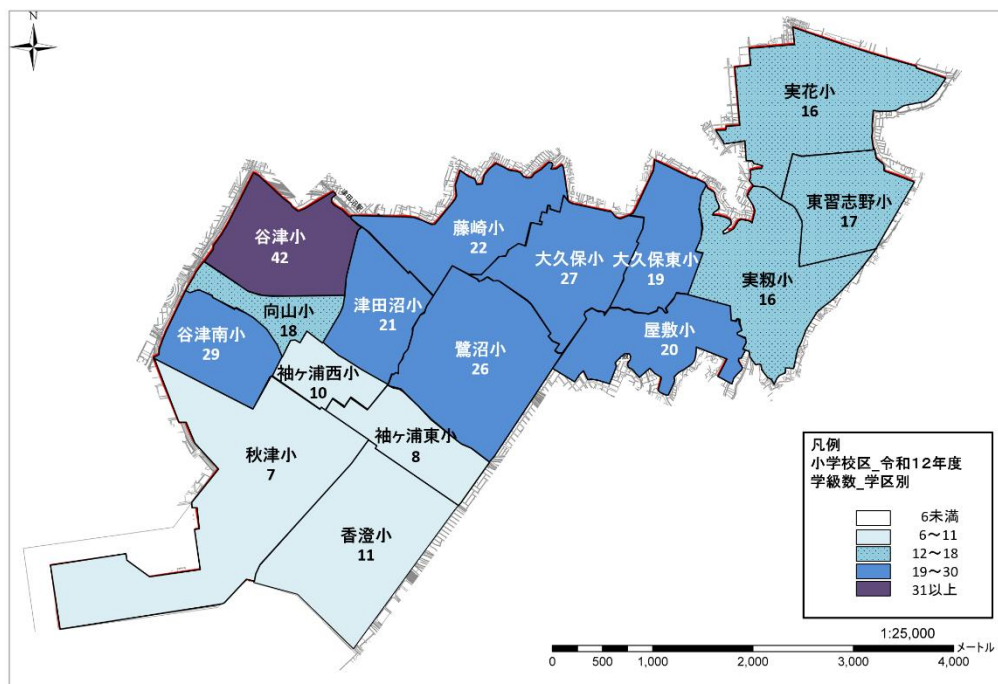 N
実花小
16
東習志野小
17
津田沼駅
谷津小
42
藤崎小
22
大久保小
27
大久保東小
19
実籾小
16
向山小
18
津田沼小
21
谷津南小
29
鷺沼小
26
屋敷小
20
袖ヶ浦西小
10
袖ヶ浦東小
8
秋津小
7
香澄小
11
凡例
小学校区_令和12年度
学級数_学区別
6未満
6～11
12～18
19～30
31以上
1:25,000
メートル
0 500 1,000 2,000 3,000 4,000